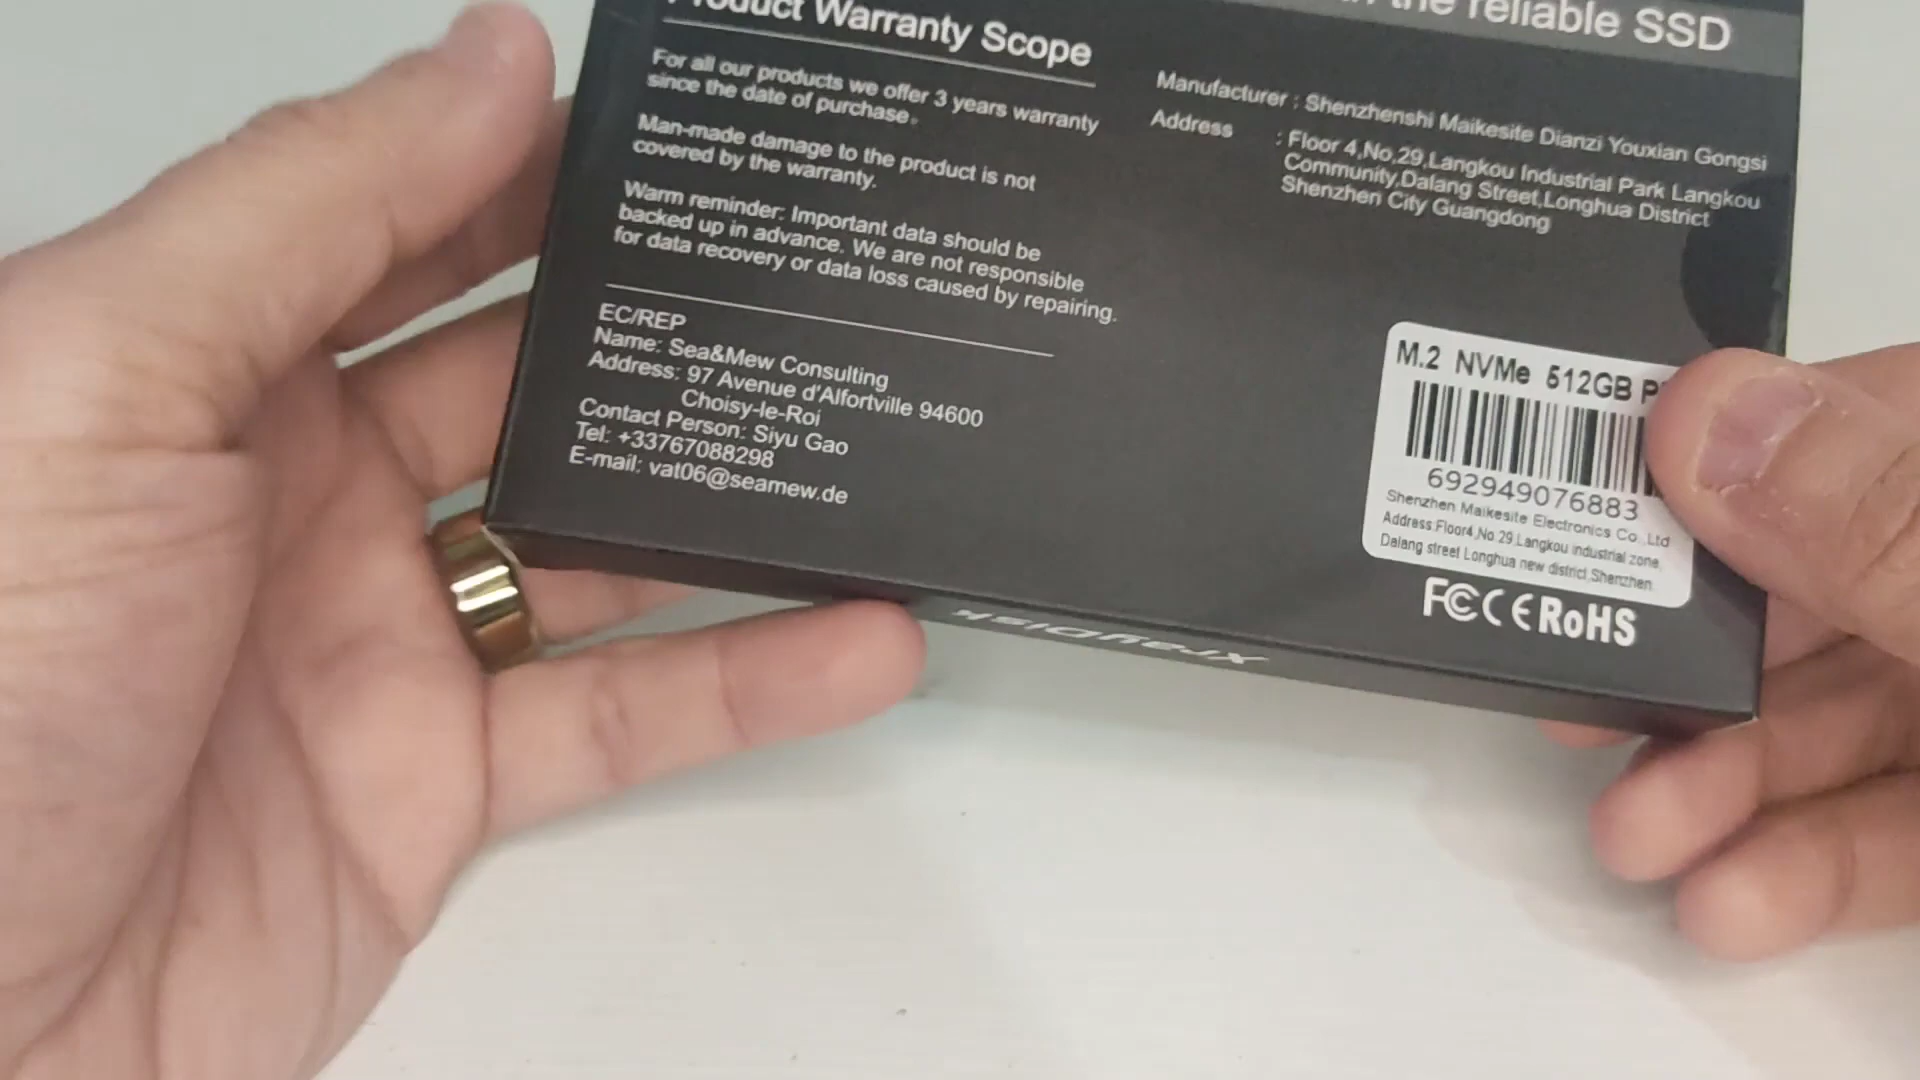 Product Warranty Scope
For all our products we offer 3 years warranty
since the date of purchase。
Man-made damage to the product is not
covered by the warranty.
Warm reminder: Important data should be
backed up in advance. We are not responsible
for data recovery or data loss caused by repairing.
EC/REP
Name: Sea&Mew Consulting
Address: 97 Avenue d'Alfortville 94600
Choisy-le-Roi
Contact Person: Siyu Gao
Tel: +33767088298
E-mail: vat06@seamew.de
the reliable SSD
Manufacturer : Shenzhenshi Maikesite Dianzi Youxian Gongsi
Address : Floor 4,No,29,Langkou Industrial Park Langkou
Community,Dalang Street,Longhua District
Shenzhen City Guangdong
M.2 NVMe 512GB
692949076883
Shenzhen Maikesite Electronics Co.,Ltd
Address:Floor4,No.29,Langkou industrial zone,
Dalang street Longhua new district,Shenzhen.
FC CE RoHS
XrayDisk